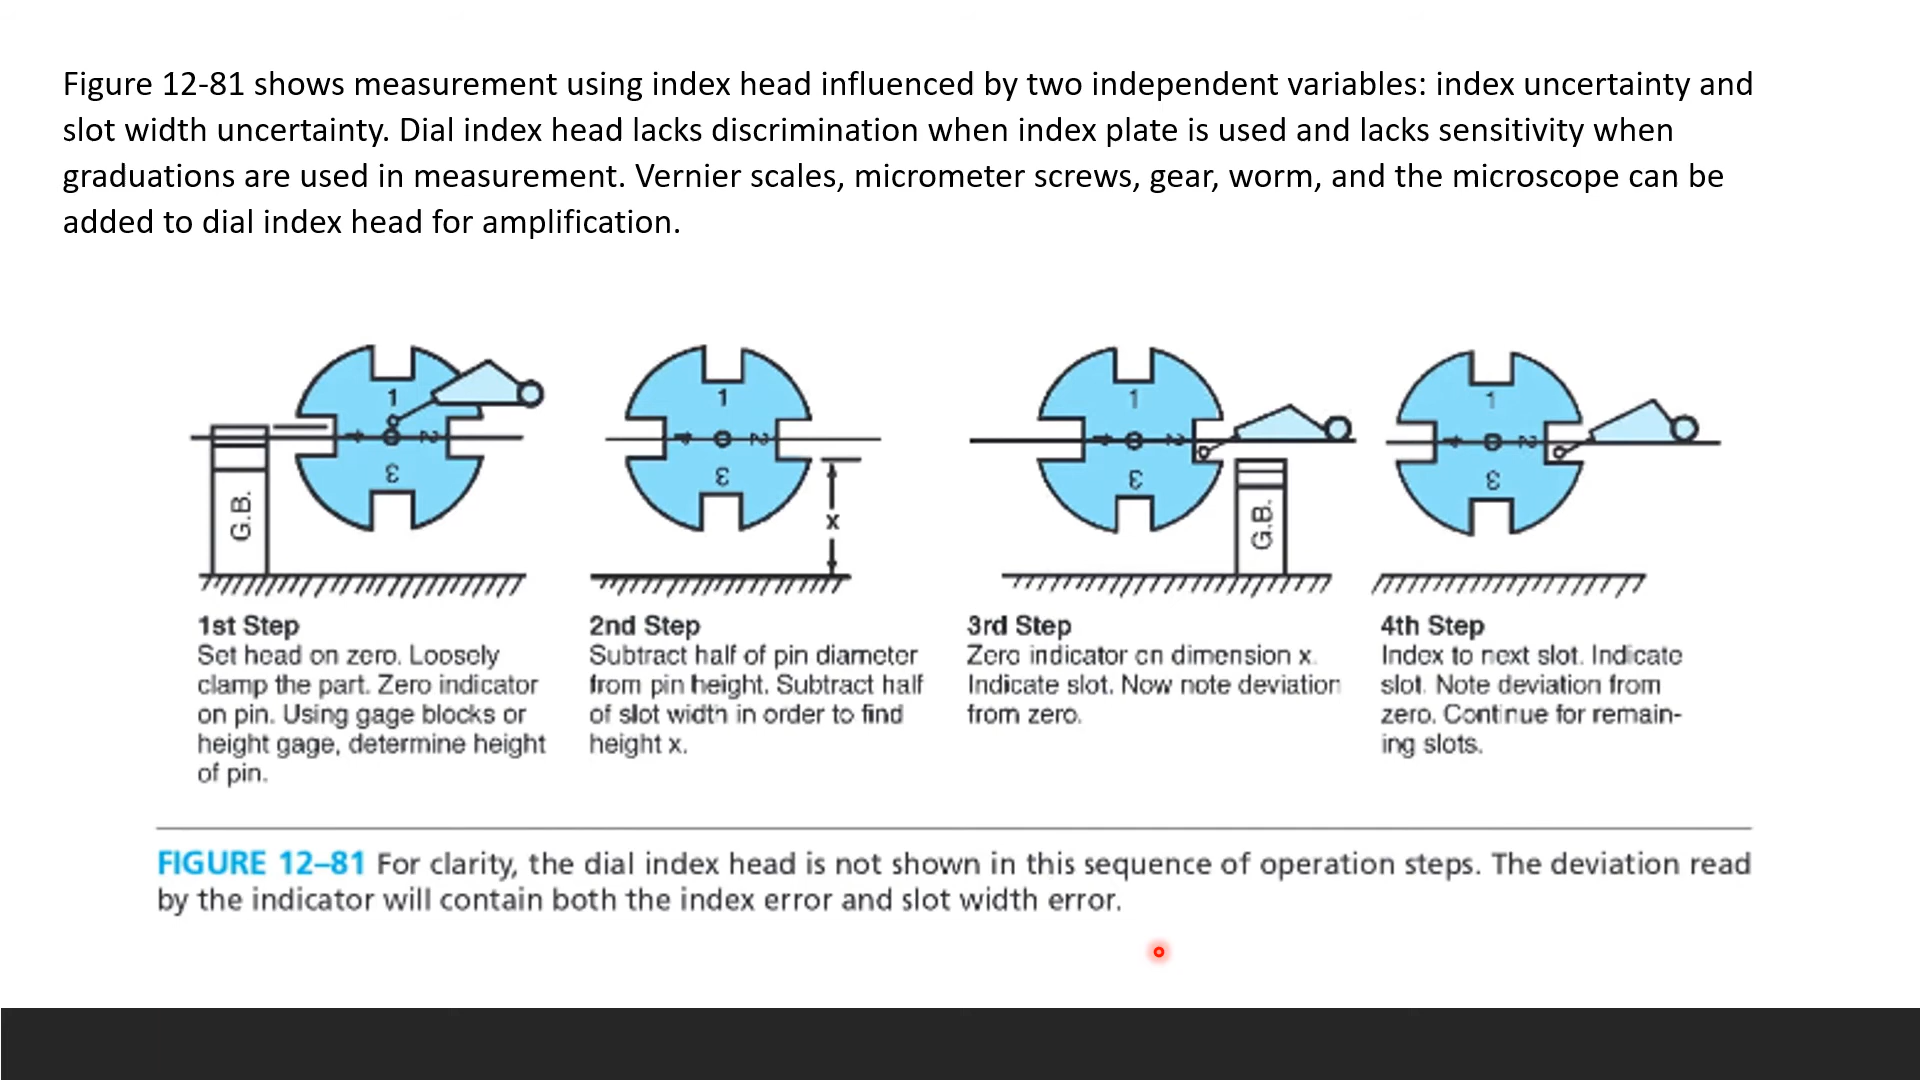 Figure 12-81 shows measurement using index head influenced by two independent variables: index uncertainty and
slot width uncertainty. Dial index head lacks discrimination when index plate is used and lacks sensitivity when
graduations are used in measurement. Vernier scales, micrometer screws, gear, worm, and the microscope can be
added to dial index head for amplification.
1
2
3
4
G.B.
1
2
3
4
x
1
2
3
4
G.B.
1
2
3
4
1st Step
Set head on zero. Loosely
clamp the part. Zero indicator
on pin. Using gage blocks or
height gage, determine height
of pin.
2nd Step
Subtract half of pin diameter
from pin height. Subtract half
of slot width in order to find
height x.
3rd Step
Zero indicator on dimension x.
Indicate slot. Now note deviation
from zero.
4th Step
Index to next slot. Indicate
slot. Note deviation from
zero. Continue for remain-
ing slots.
FIGURE 12–81 For clarity, the dial index head is not shown in this sequence of operation steps. The deviation read
by the indicator will contain both the index error and slot width error.